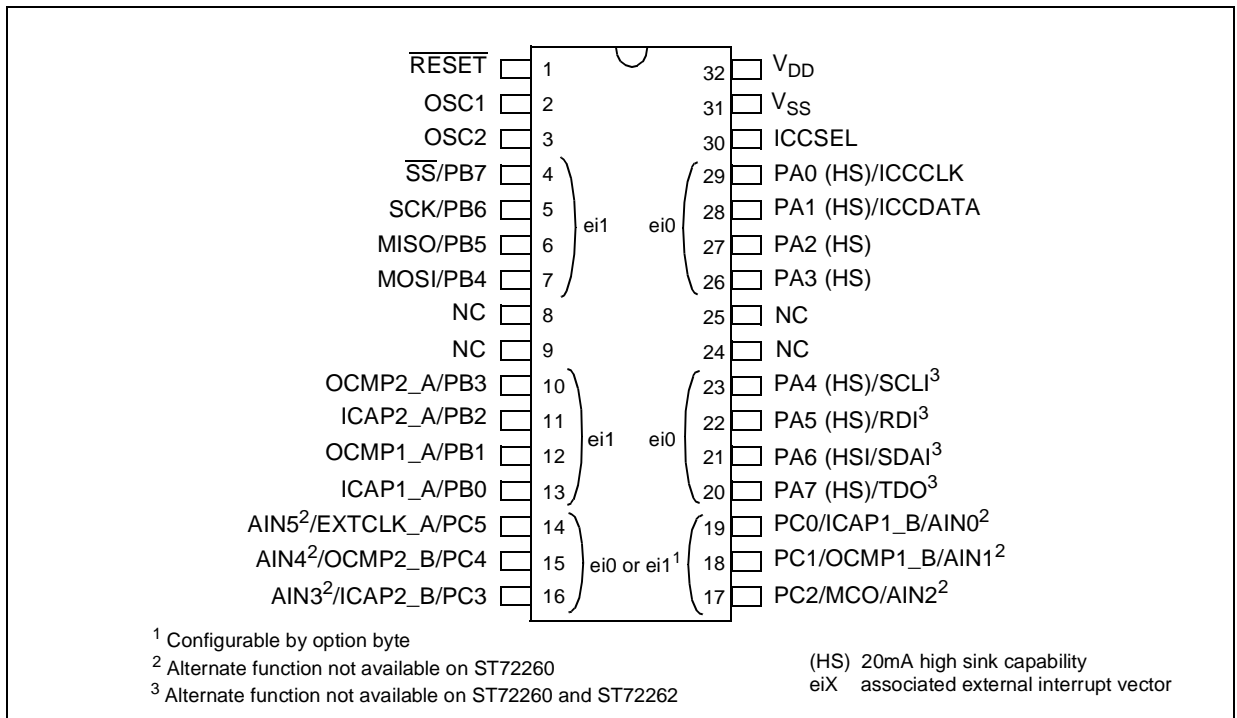 RESET 1 32 VDD
OSC1 2 31 VSS
OSC2 3 30 ICCSEL
SS/PB7 4 29 PA0 (HS)/ICCCLK
SCK/PB6 5 28 PA1 (HS)/ICCDATA
ei1 ei0
MISO/PB5 6 27 PA2 (HS)
MOSI/PB4 7 26 PA3 (HS)
NC 8 25 NC
NC 9 24 NC
OCMP2_A/PB3 10 23 PA4 (HS)/SCLI3
ICAP2_A/PB2 11 22 PA5 (HS)/RDI3
ei1 ei0
OCMP1_A/PB1 12 21 PA6 (HSI/SDAI3
ICAP1_A/PB0 13 20 PA7 (HS)/TDO3
AIN52/EXTCLK_A/PC5 14 19 PC0/ICAP1_B/AIN02
AIN42/OCMP2_B/PC4 15 ei0 or ei11 18 PC1/OCMP1_B/AIN12
AIN32/ICAP2_B/PC3 16 17 PC2/MCO/AIN22
1 Configurable by option byte
2 Alternate function not available on ST72260
3 Alternate function not available on ST72260 and ST72262
(HS) 20mA high sink capability
eiX associated external interrupt vector